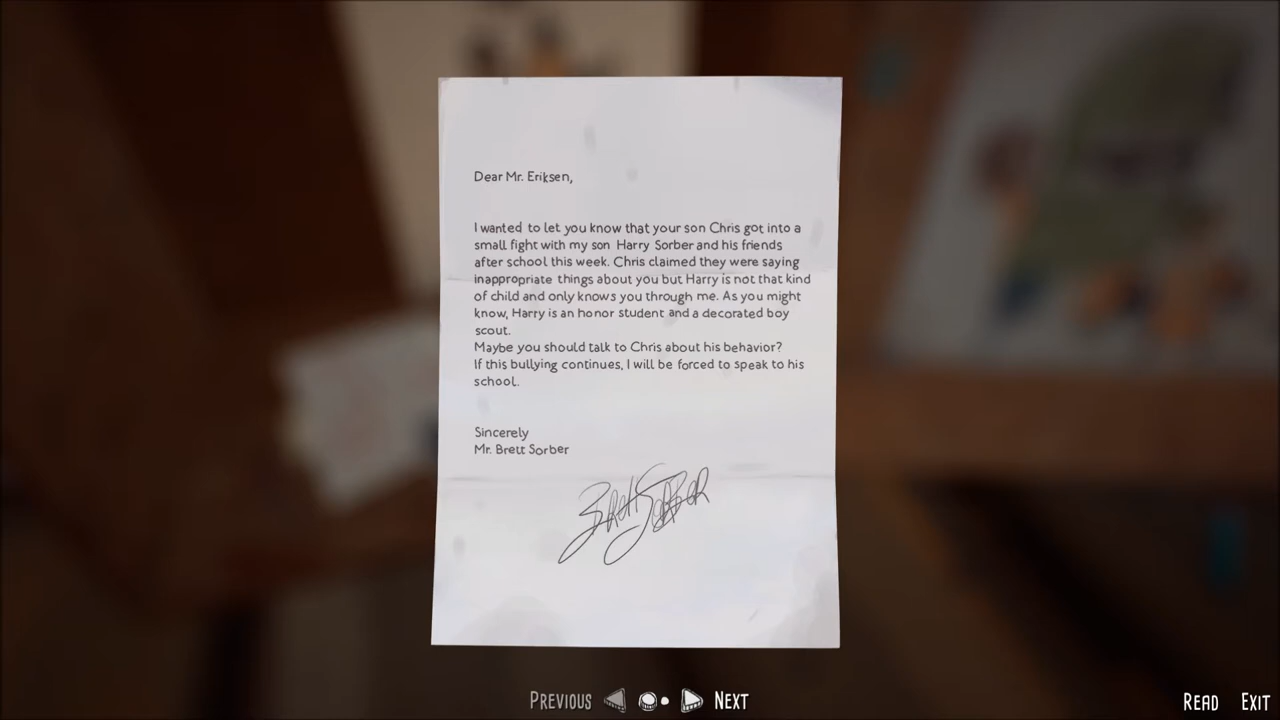 Dear Mr. Eriksen,
I wanted to let you know that your son Chris got into a
small fight with my son Harry Sorber and his friends
after school this week. Chris claimed they were saying
inappropriate things about you but Harry is not that kind
of child and only knows you through me. As you might
know, Harry is an honor student and a decorated boy
scout.
Maybe you should talk to Chris about his behavior?
If this bullying continues, I will be forced to speak to his
school.
Sincerely
Mr. Brett Sorber
Brett Sorber
PREVIOUS NEXT
READ EXIT